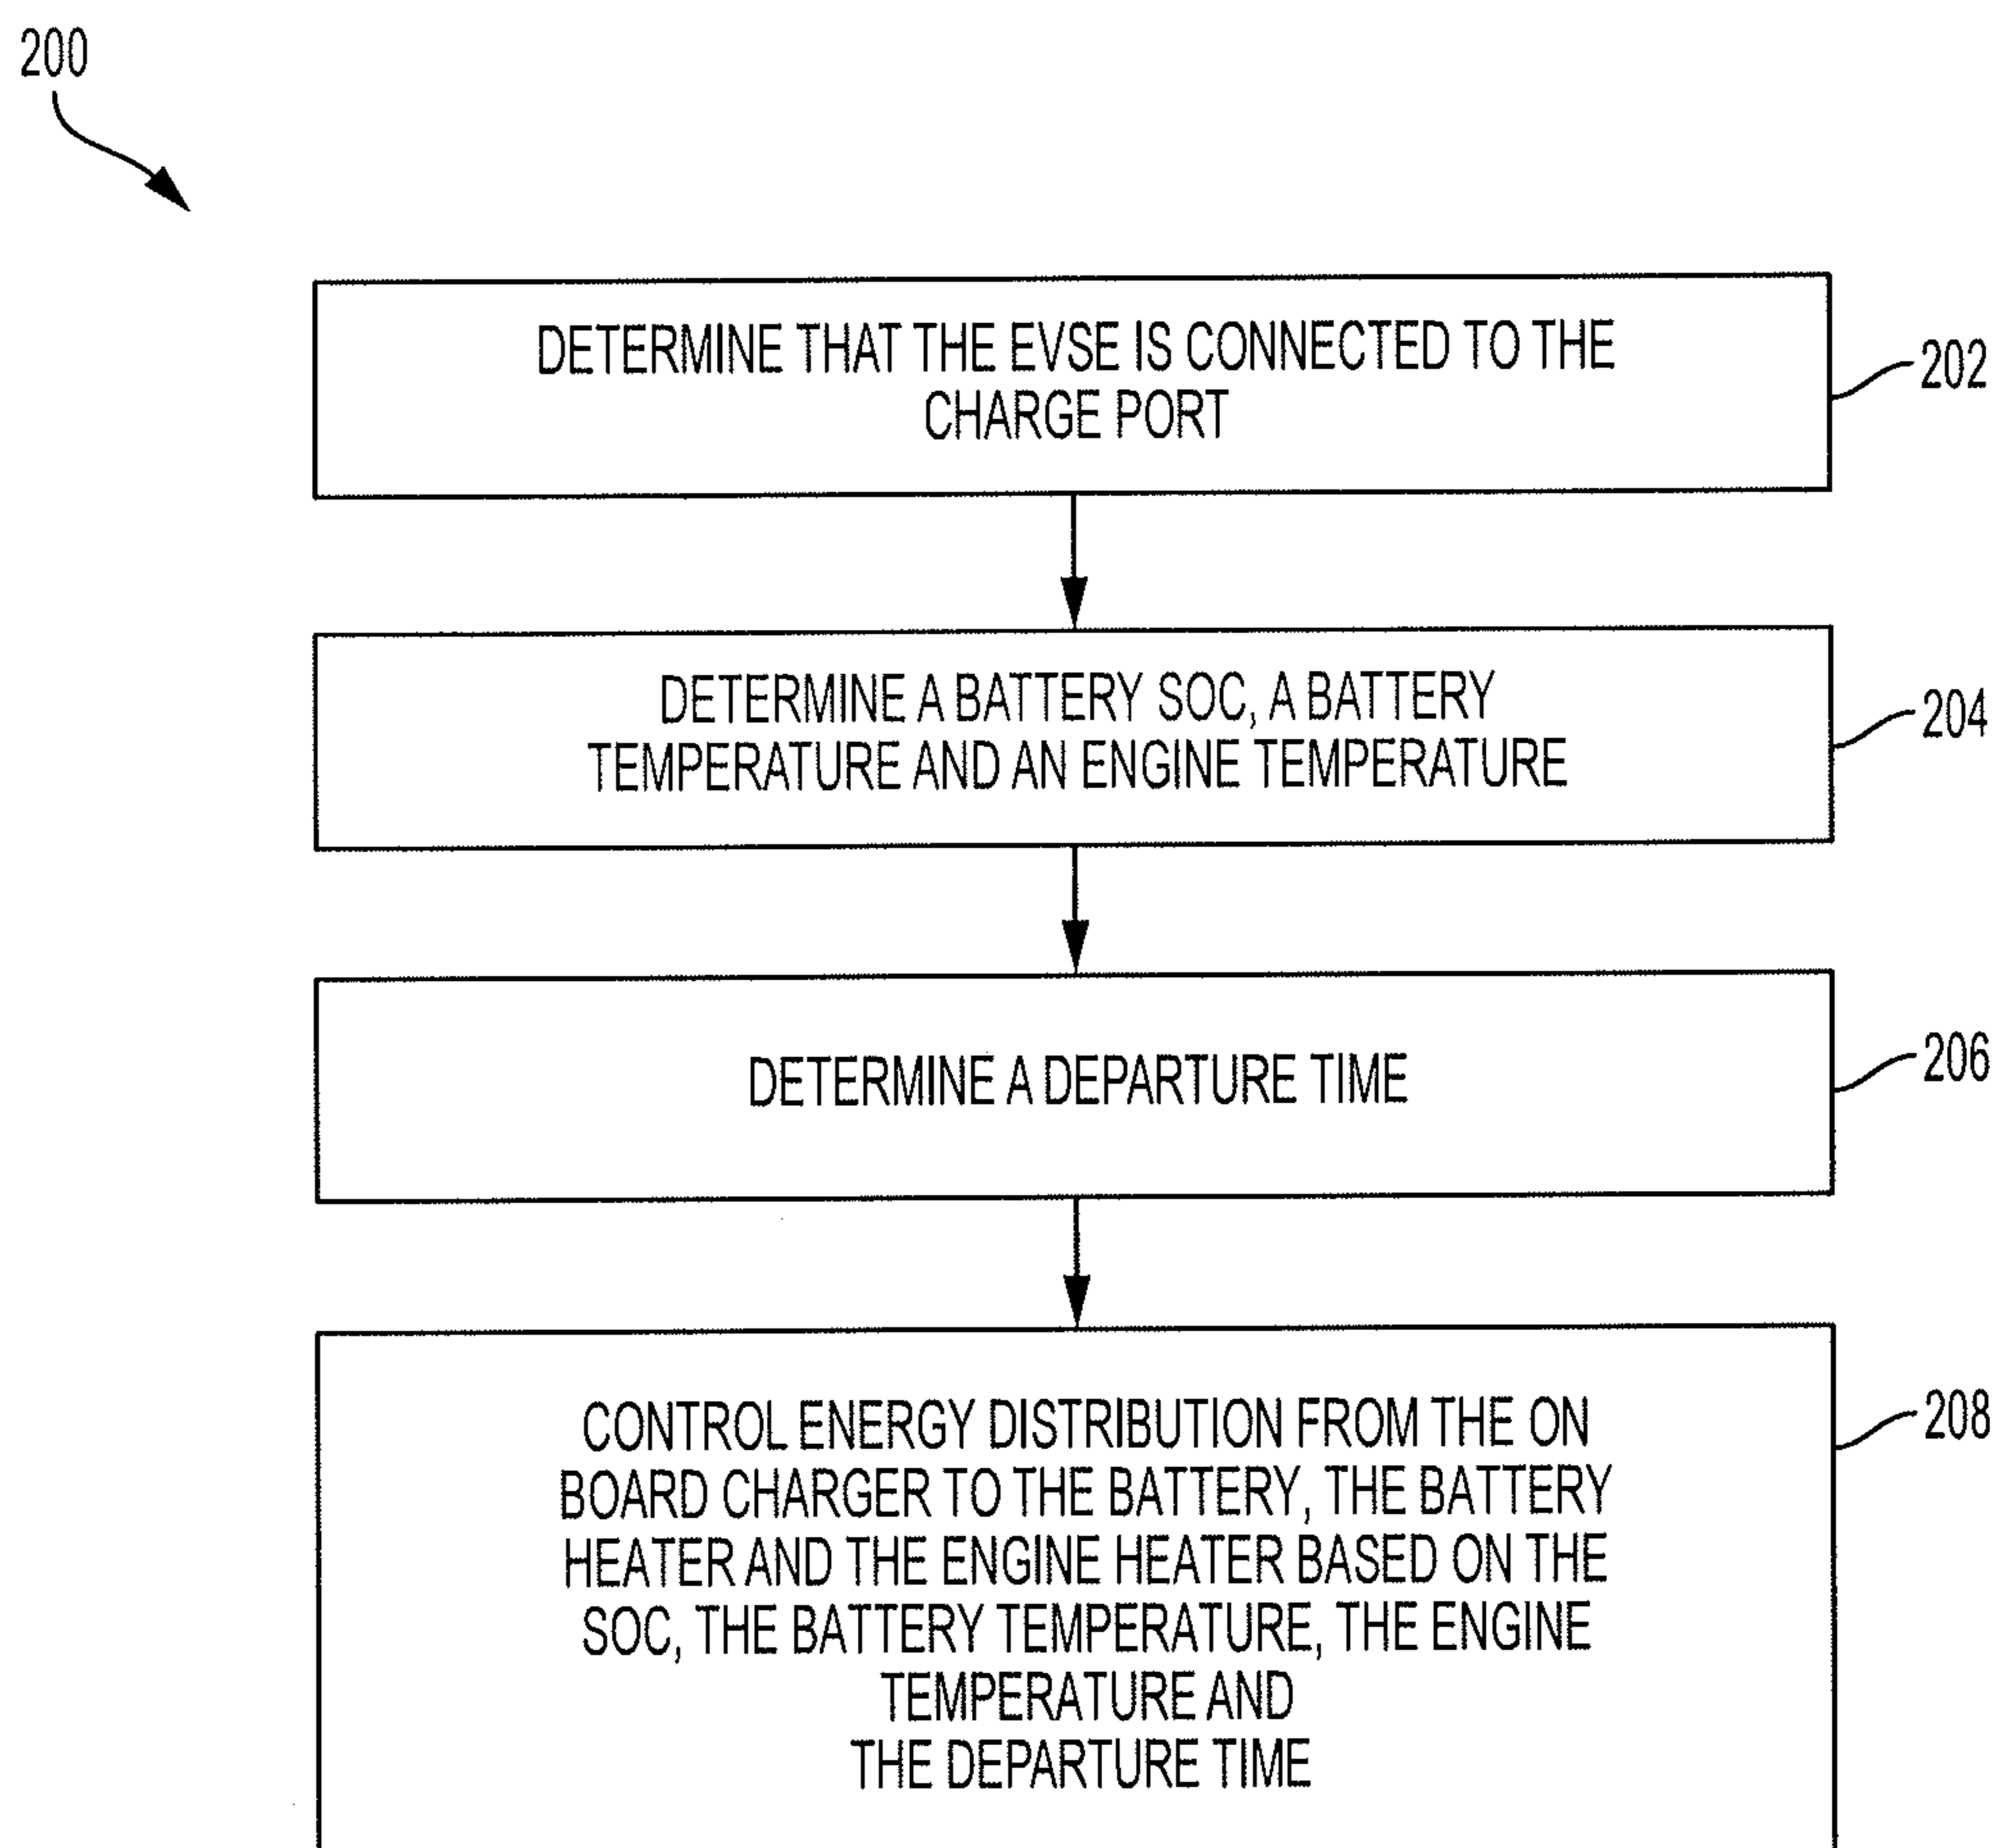 200
DETERMINE THAT THE EVSE IS CONNECTED TO THE
CHARGE PORT
202
DETERMINE A BATTERY SOC, A BATTERY
TEMPERATURE AND AN ENGINE TEMPERATURE
204
DETERMINE A DEPARTURE TIME
206
CONTROL ENERGY DISTRIBUTION FROM THE ON
BOARD CHARGER TO THE BATTERY, THE BATTERY
HEATER AND THE ENGINE HEATER BASED ON THE
SOC, THE BATTERY TEMPERATURE, THE ENGINE
TEMPERATURE AND
THE DEPARTURE TIME
208